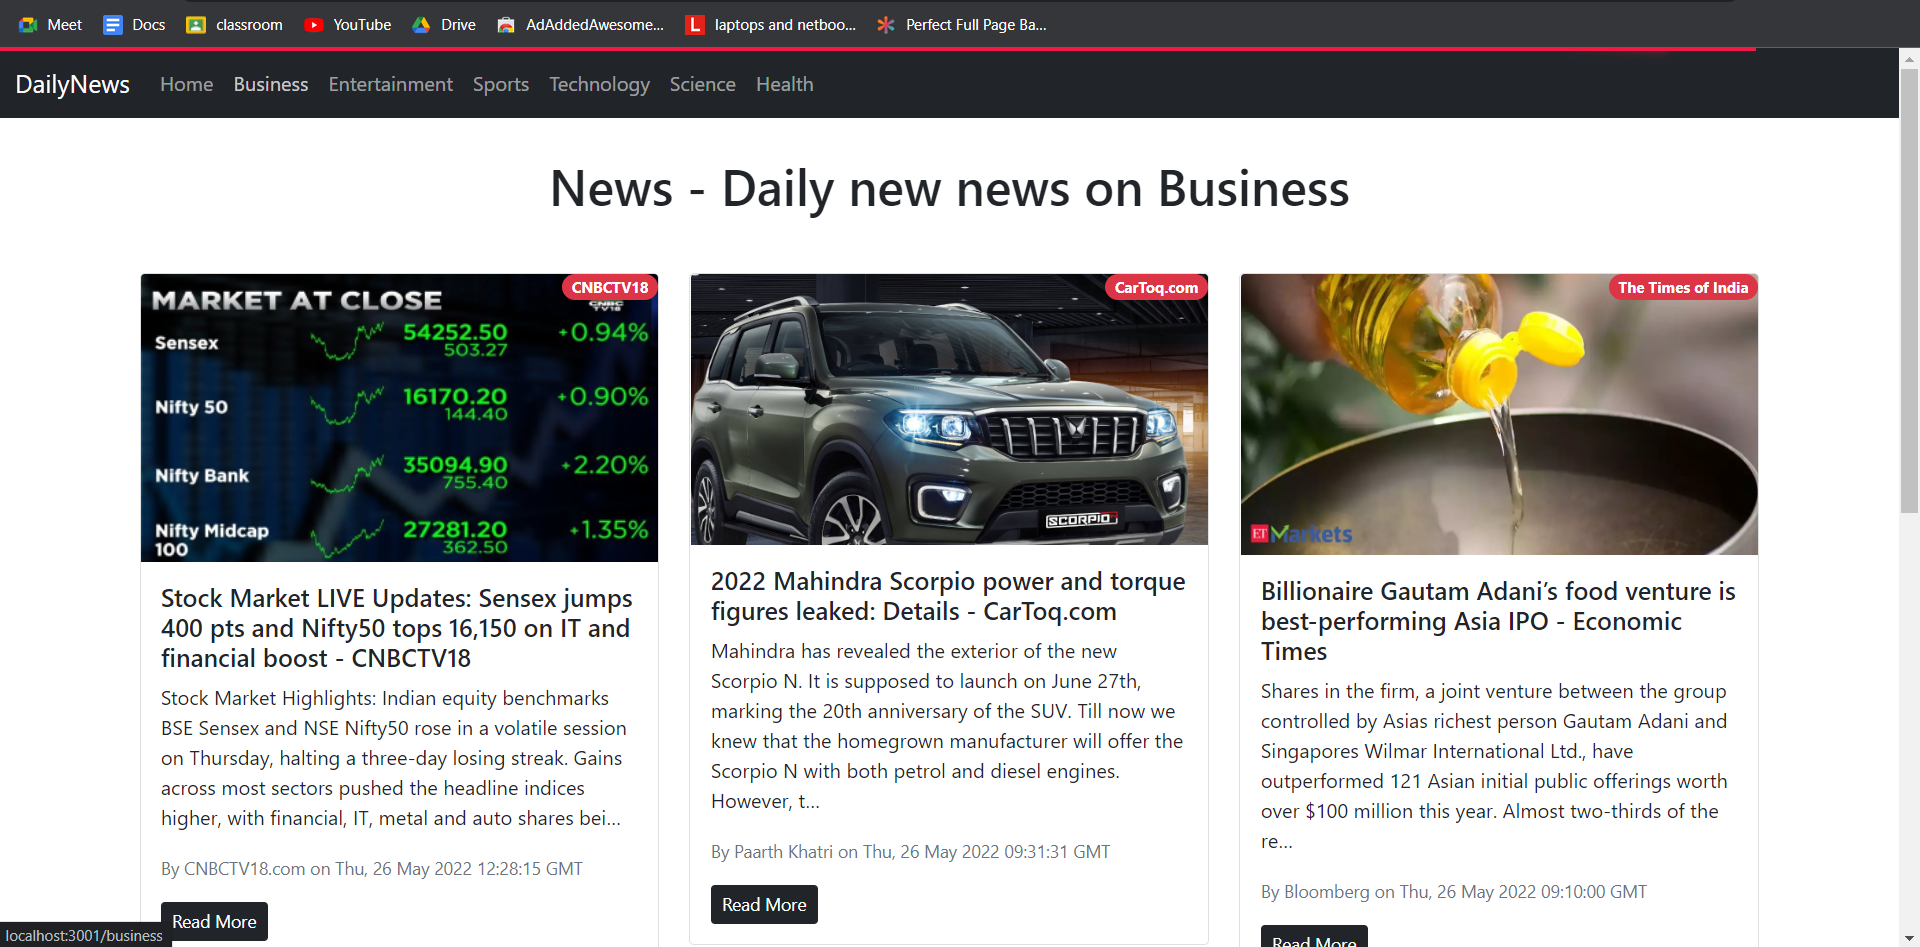 Meet Docs classroom YouTube Drive AdAddedAwesome... laptops and netboo... Perfect Full Page Ba...
DailyNews Home Business Entertainment Sports Technology Science Health
News - Daily new news on Business
CNBCTV18
MARKET AT CLOSE
CNBC
TV18
Sensex 54252.50 +0.94%
503.27
Nifty 50 16170.20 +0.90%
144.40
Nifty Bank 35094.90 +2.20%
755.40
Nifty Midcap 27281.20 +1.35%
100 362.50
Stock Market LIVE Updates: Sensex jumps
400 pts and Nifty50 tops 16,150 on IT and
financial boost - CNBCTV18
Stock Market Highlights: Indian equity benchmarks
BSE Sensex and NSE Nifty50 rose in a volatile session
on Thursday, halting a three-day losing streak. Gains
across most sectors pushed the headline indices
higher, with financial, IT, metal and auto shares bei...
By CNBCTV18.com on Thu, 26 May 2022 12:28:15 GMT
Read More
CarToq.com
SCORPIO
2022 Mahindra Scorpio power and torque
figures leaked: Details - CarToq.com
Mahindra has revealed the exterior of the new
Scorpio N. It is supposed to launch on June 27th,
marking the 20th anniversary of the SUV. Till now we
knew that the homegrown manufacturer will offer the
Scorpio N with both petrol and diesel engines.
However, t...
By Paarth Khatri on Thu, 26 May 2022 09:31:31 GMT
Read More
The Times of India
ET Markets
Billionaire Gautam Adani’s food venture is
best-performing Asia IPO - Economic
Times
Shares in the firm, a joint venture between the group
controlled by Asias richest person Gautam Adani and
Singapores Wilmar International Ltd., have
outperformed 121 Asian initial public offerings worth
over $100 million this year. Almost two-thirds of the
re...
By Bloomberg on Thu, 26 May 2022 09:10:00 GMT
Read More
localhost:3001/business